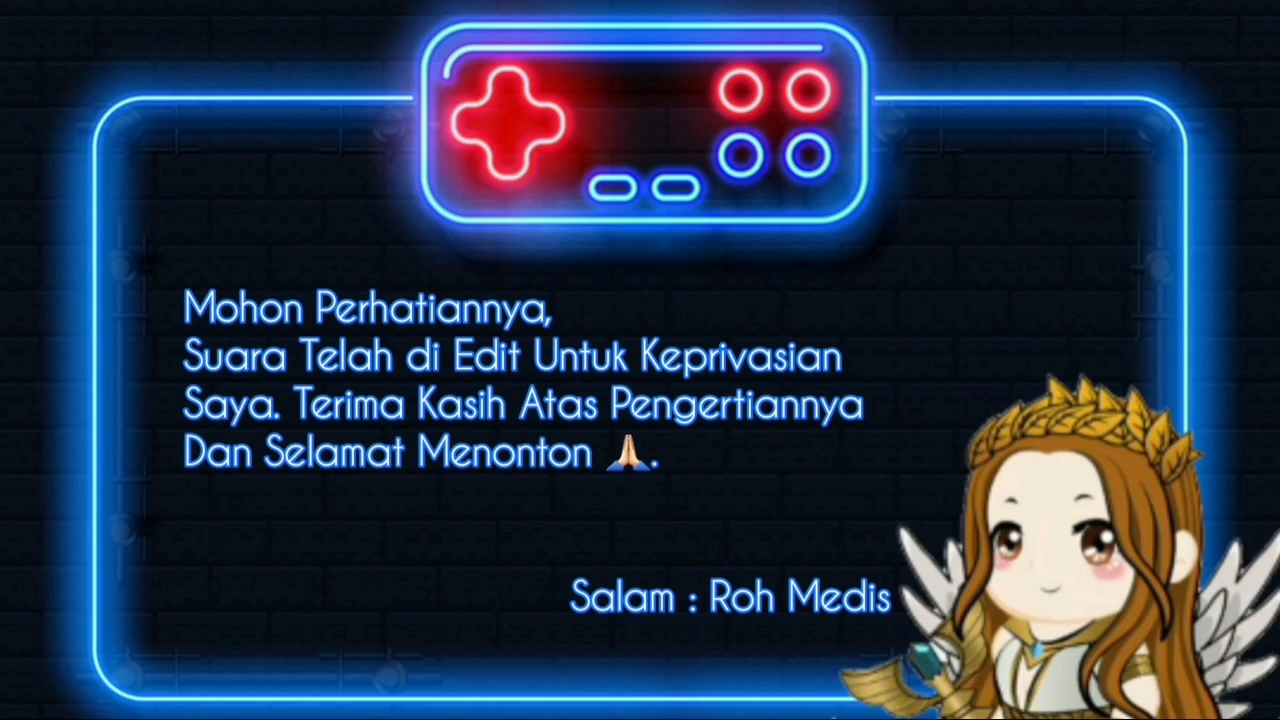 Mohon Perhatiannya,
Suara Telah di Edit Untuk Keprivasian
Saya. Terima Kasih Atas Pengertiannya
Dan Selamat Menonton 🙏🏻.
Salam : Roh Medis